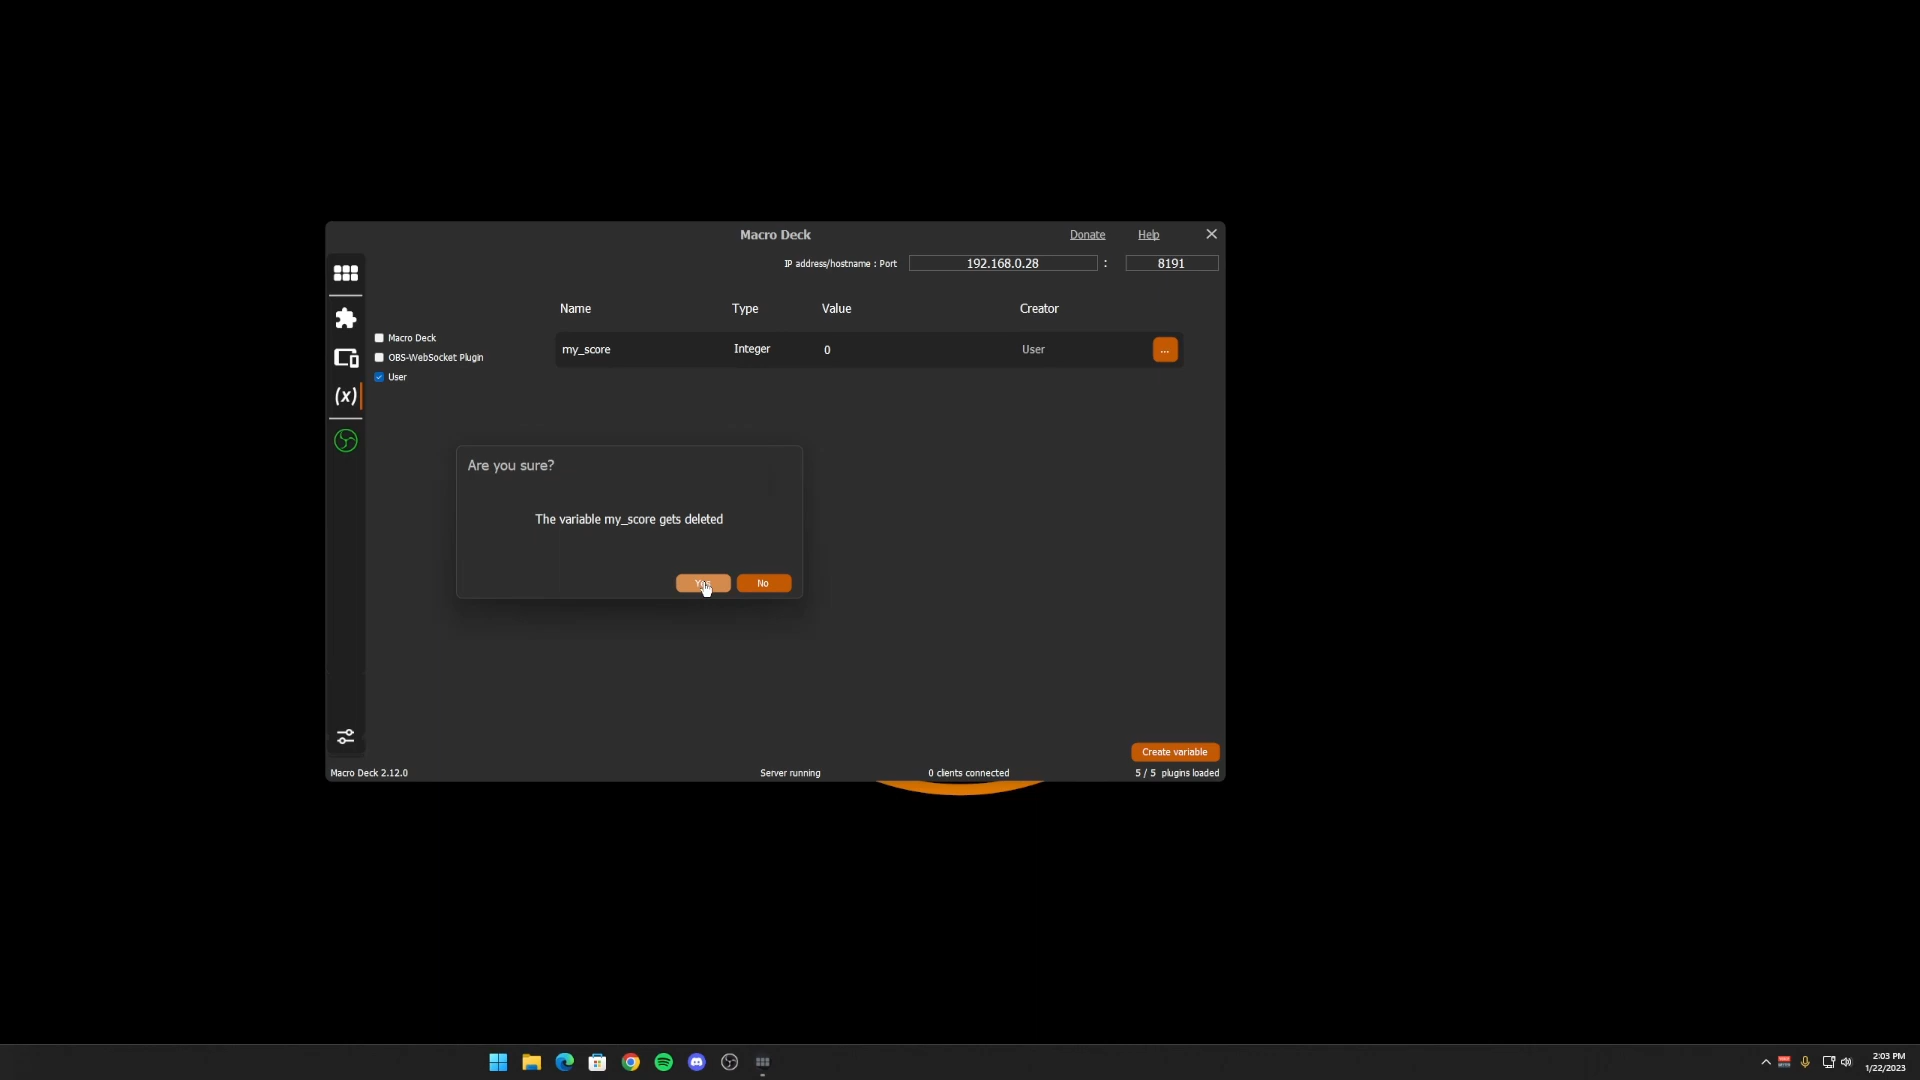 Macro Deck
Donate
Help
IP address/hostname : Port
192.168.0.28
:
8191
Name
Type
Value
Creator
Macro Deck
OBS-WebSocket Plugin
User
my_score
Integer
0
User
...
(x)
Are you sure?
The variable my_score gets deleted
Yes
No
Create variable
Macro Deck 2.12.0
Server running
0 clients connected
5 / 5 plugins loaded
2:03 PM
1/22/2023